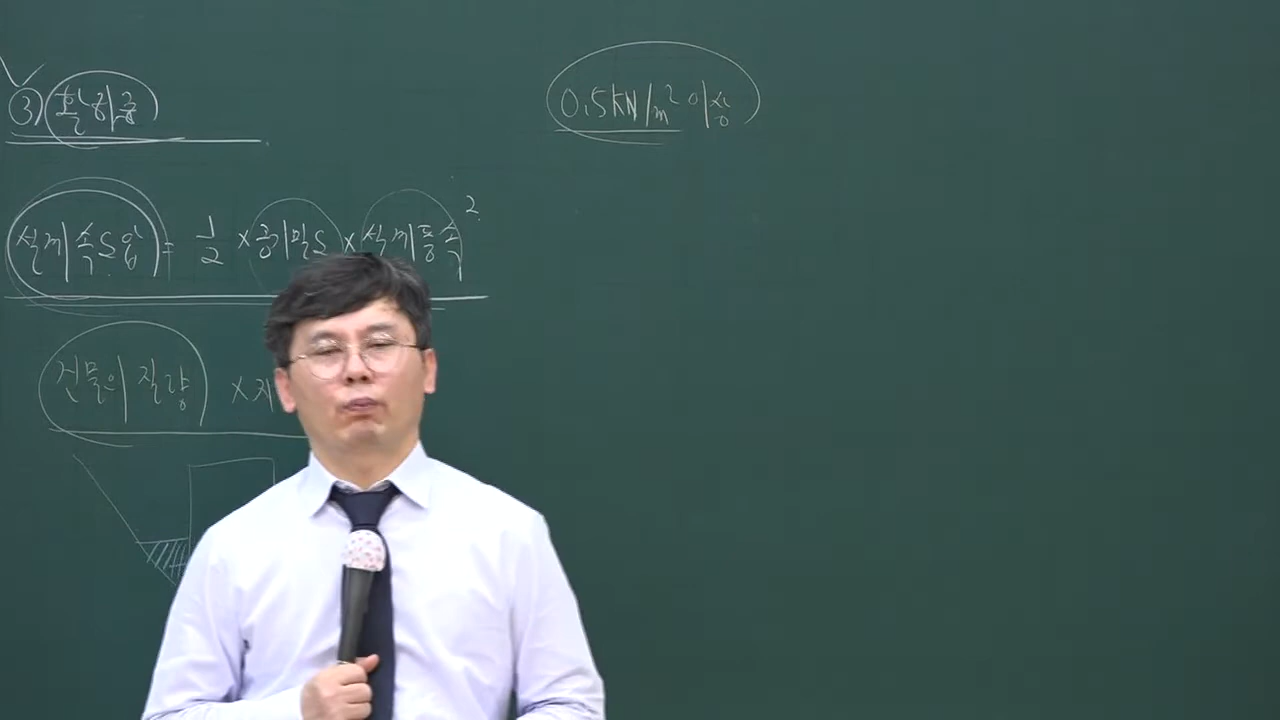 ③ 활하중
0.5kN/m² 이상
설계속도압 = 1/2 × 공기밀도 × 설계풍속²
건물의 질량 × 지